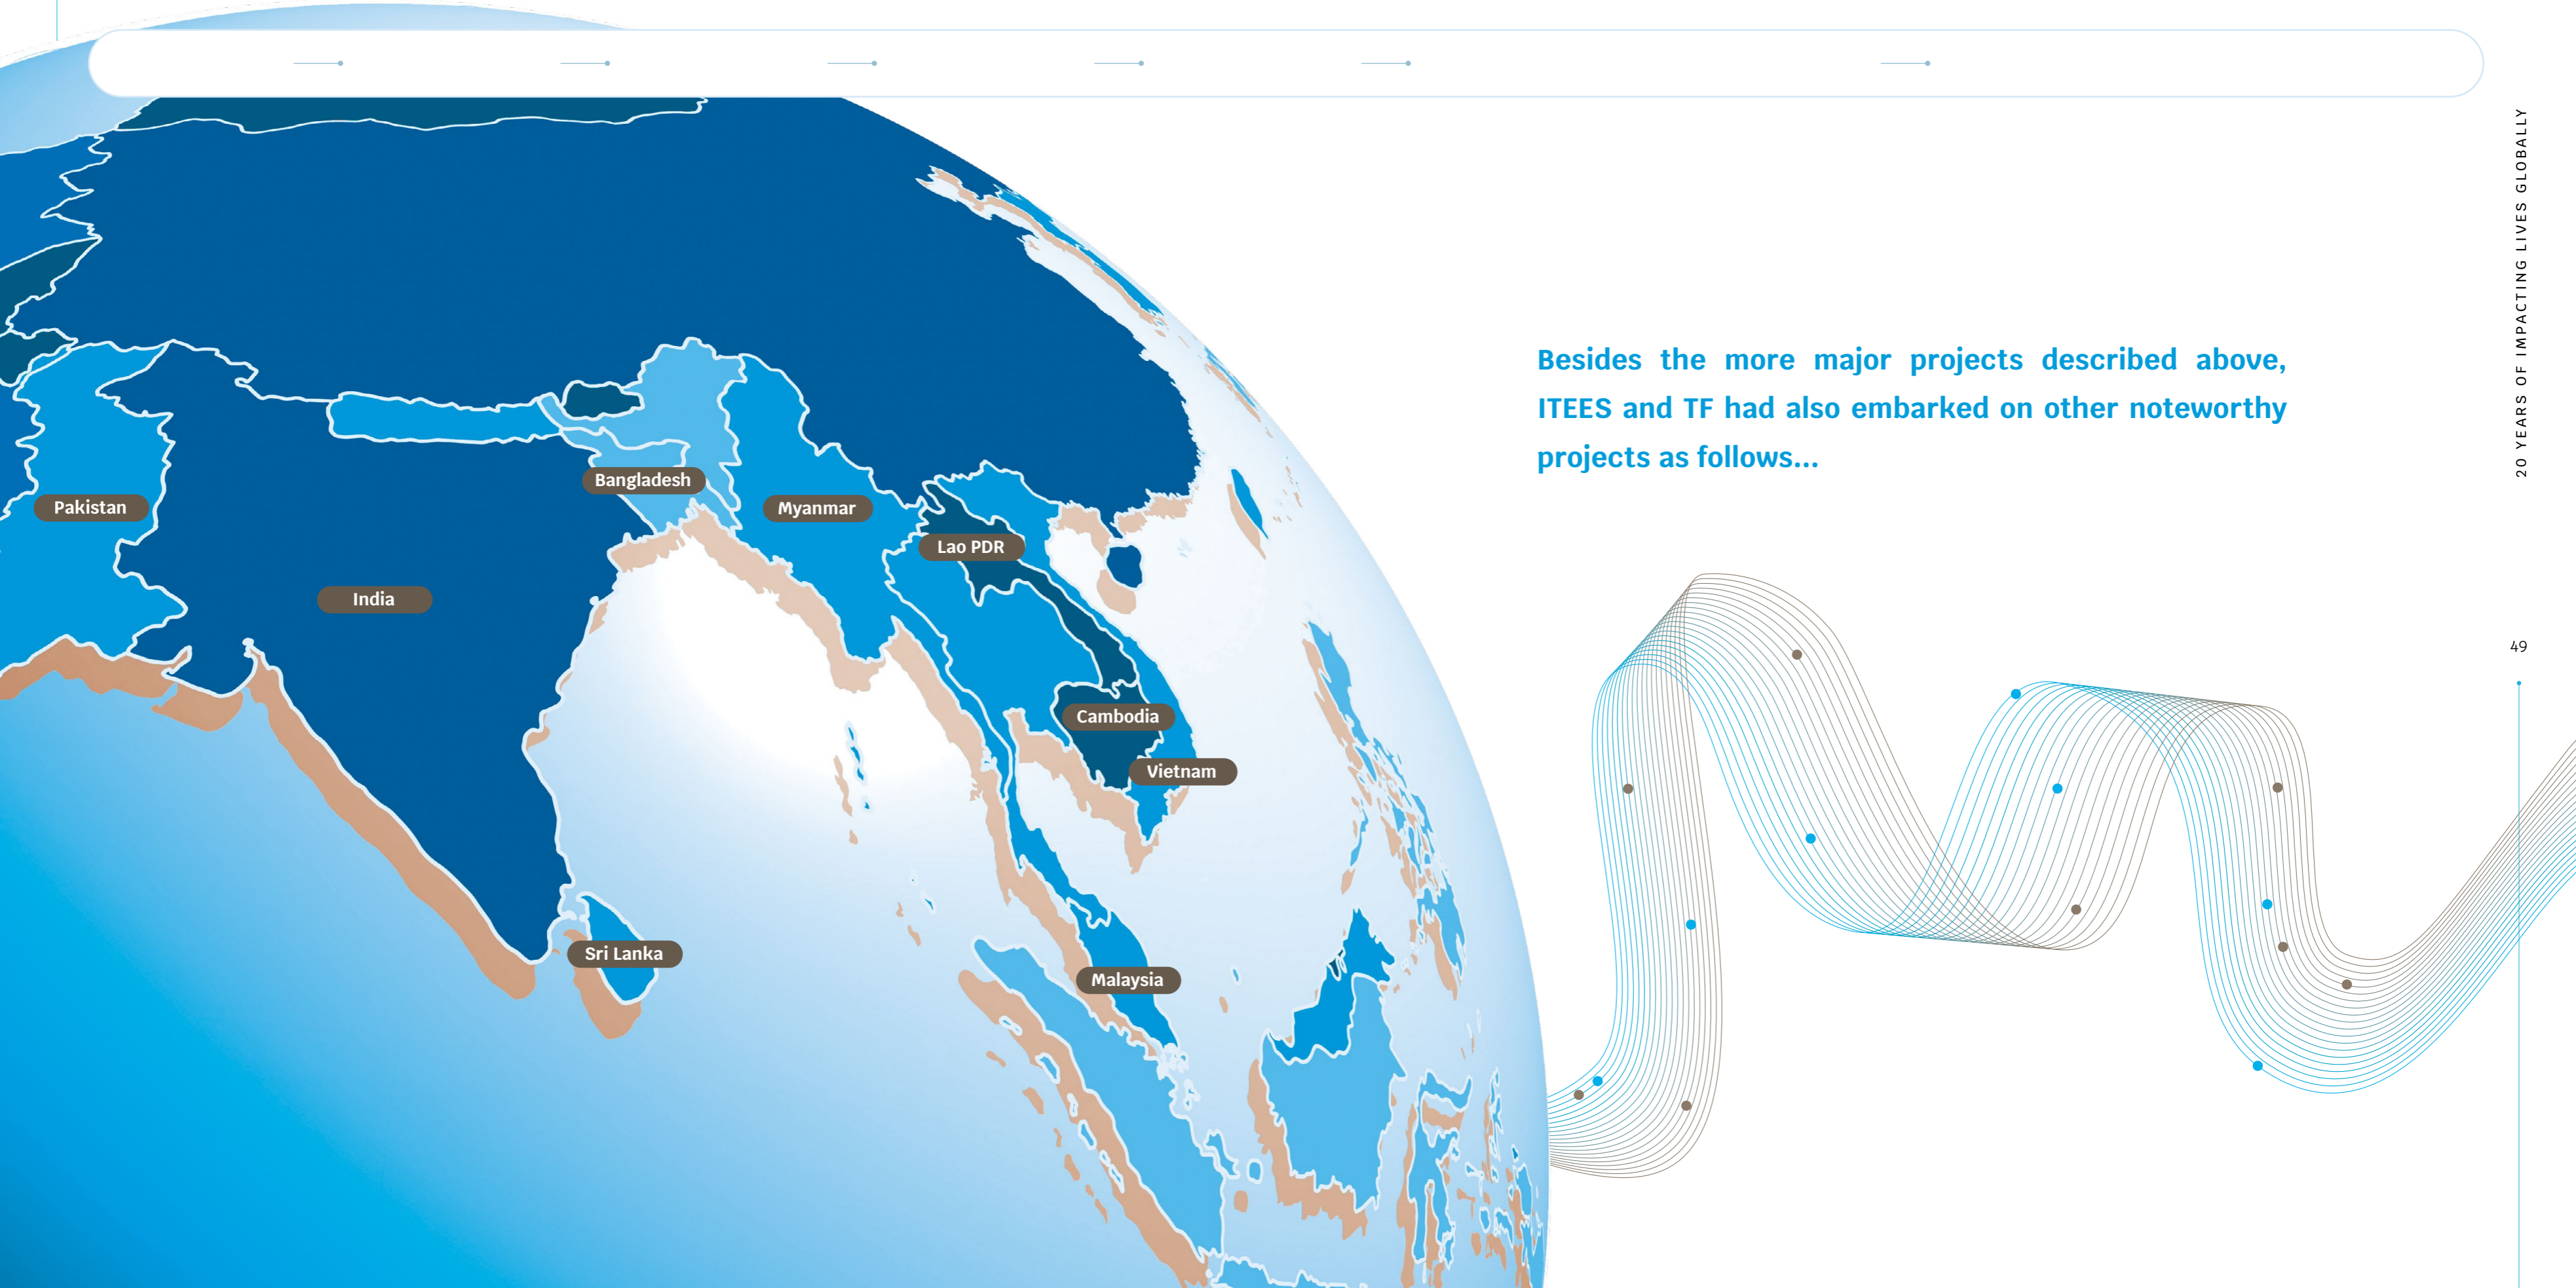 Besides the more major projects described above,
ITEES and TF had also embarked on other noteworthy
projects as follows...
Pakistan
India
Bangladesh
Myanmar
Lao PDR
Cambodia
Vietnam
Sri Lanka
Malaysia
20 YEARS OF IMPACTING LIVES GLOBALLY
49